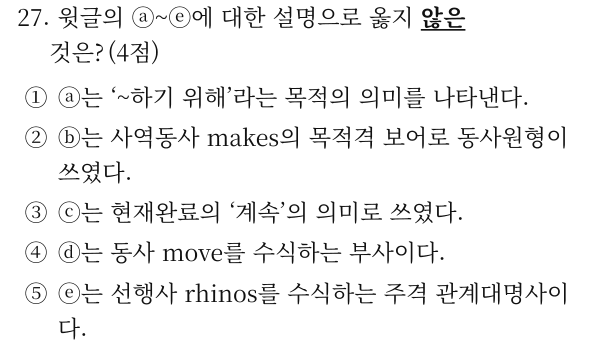 27. 윗글의 ⓐ~ⓔ에 대한 설명으로 옳지 않은
것은? (4점)
① ⓐ는 ‘~하기 위해’라는 목적의 의미를 나타낸다.
② ⓑ는 사역동사 makes의 목적격 보어로 동사원형이
쓰였다.
③ ⓒ는 현재완료의 ‘계속’의 의미로 쓰였다.
④ ⓓ는 동사 move를 수식하는 부사이다.
⑤ ⓔ는 선행사 rhinos를 수식하는 주격 관계대명사이
다.